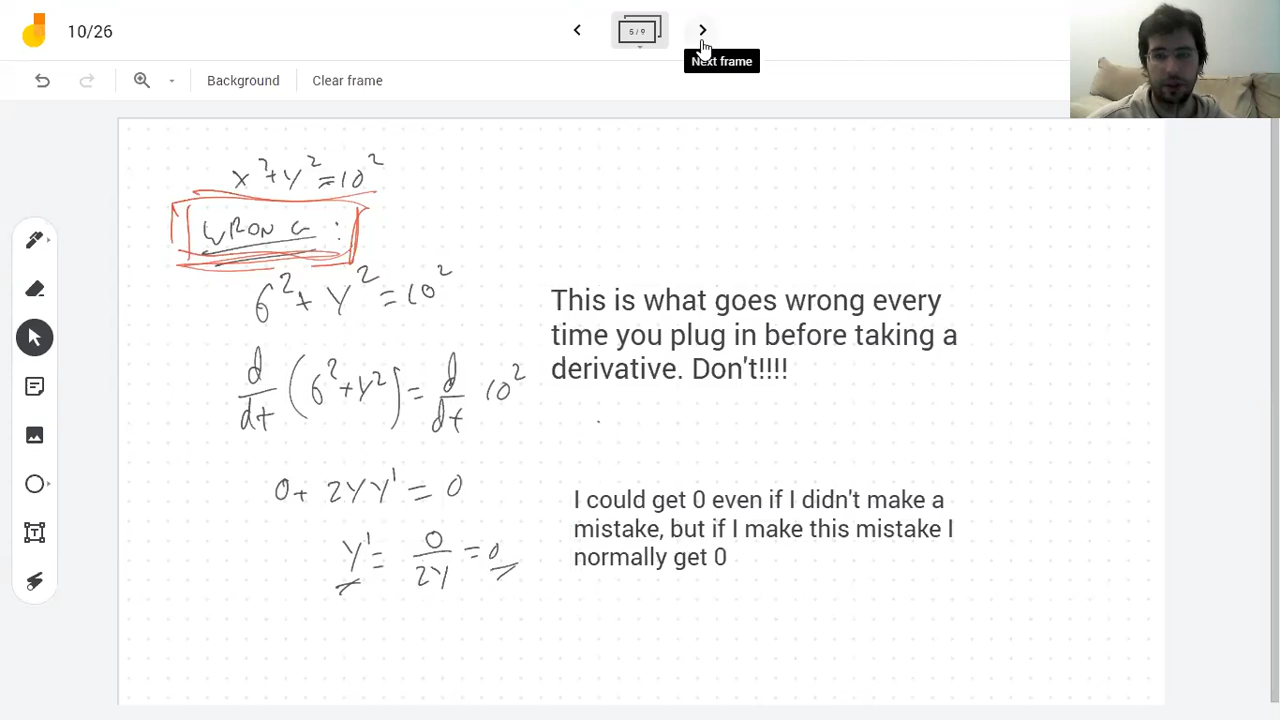 10/26
5 / 9
Next frame
Background
Clear frame
x² + y² = 10²
WRONG:
6² + y² = 10²
d/dt (6² + y²) = d/dt 10²
0 + 2yy' = 0
y' = 0/2y = 0
This is what goes wrong every
time you plug in before taking a
derivative. Don't!!!!
I could get 0 even if I didn't make a
mistake, but if I make this mistake I
normally get 0